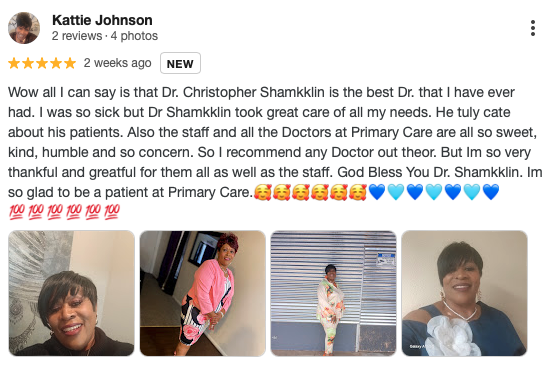 Kattie Johnson
2 reviews · 4 photos
2 weeks ago NEW
Wow all I can say is that Dr. Christopher Shamkklin is the best Dr. that I have ever
had. I was so sick but Dr Shamkklin took great care of all my needs. He tuly cate
about his patients. Also the staff and all the Doctors at Primary Care are all so sweet,
kind, humble and so concern. So I recommend any Doctor out theor. But Im so very
thankful and greatful for them all as well as the staff. God Bless You Dr. Shamkklin. Im
so glad to be a patient at Primary Care.🥰🥰🥰🥰🥰🥰💙🩵💙🩵💙🩵💙
💯💯💯💯💯💯